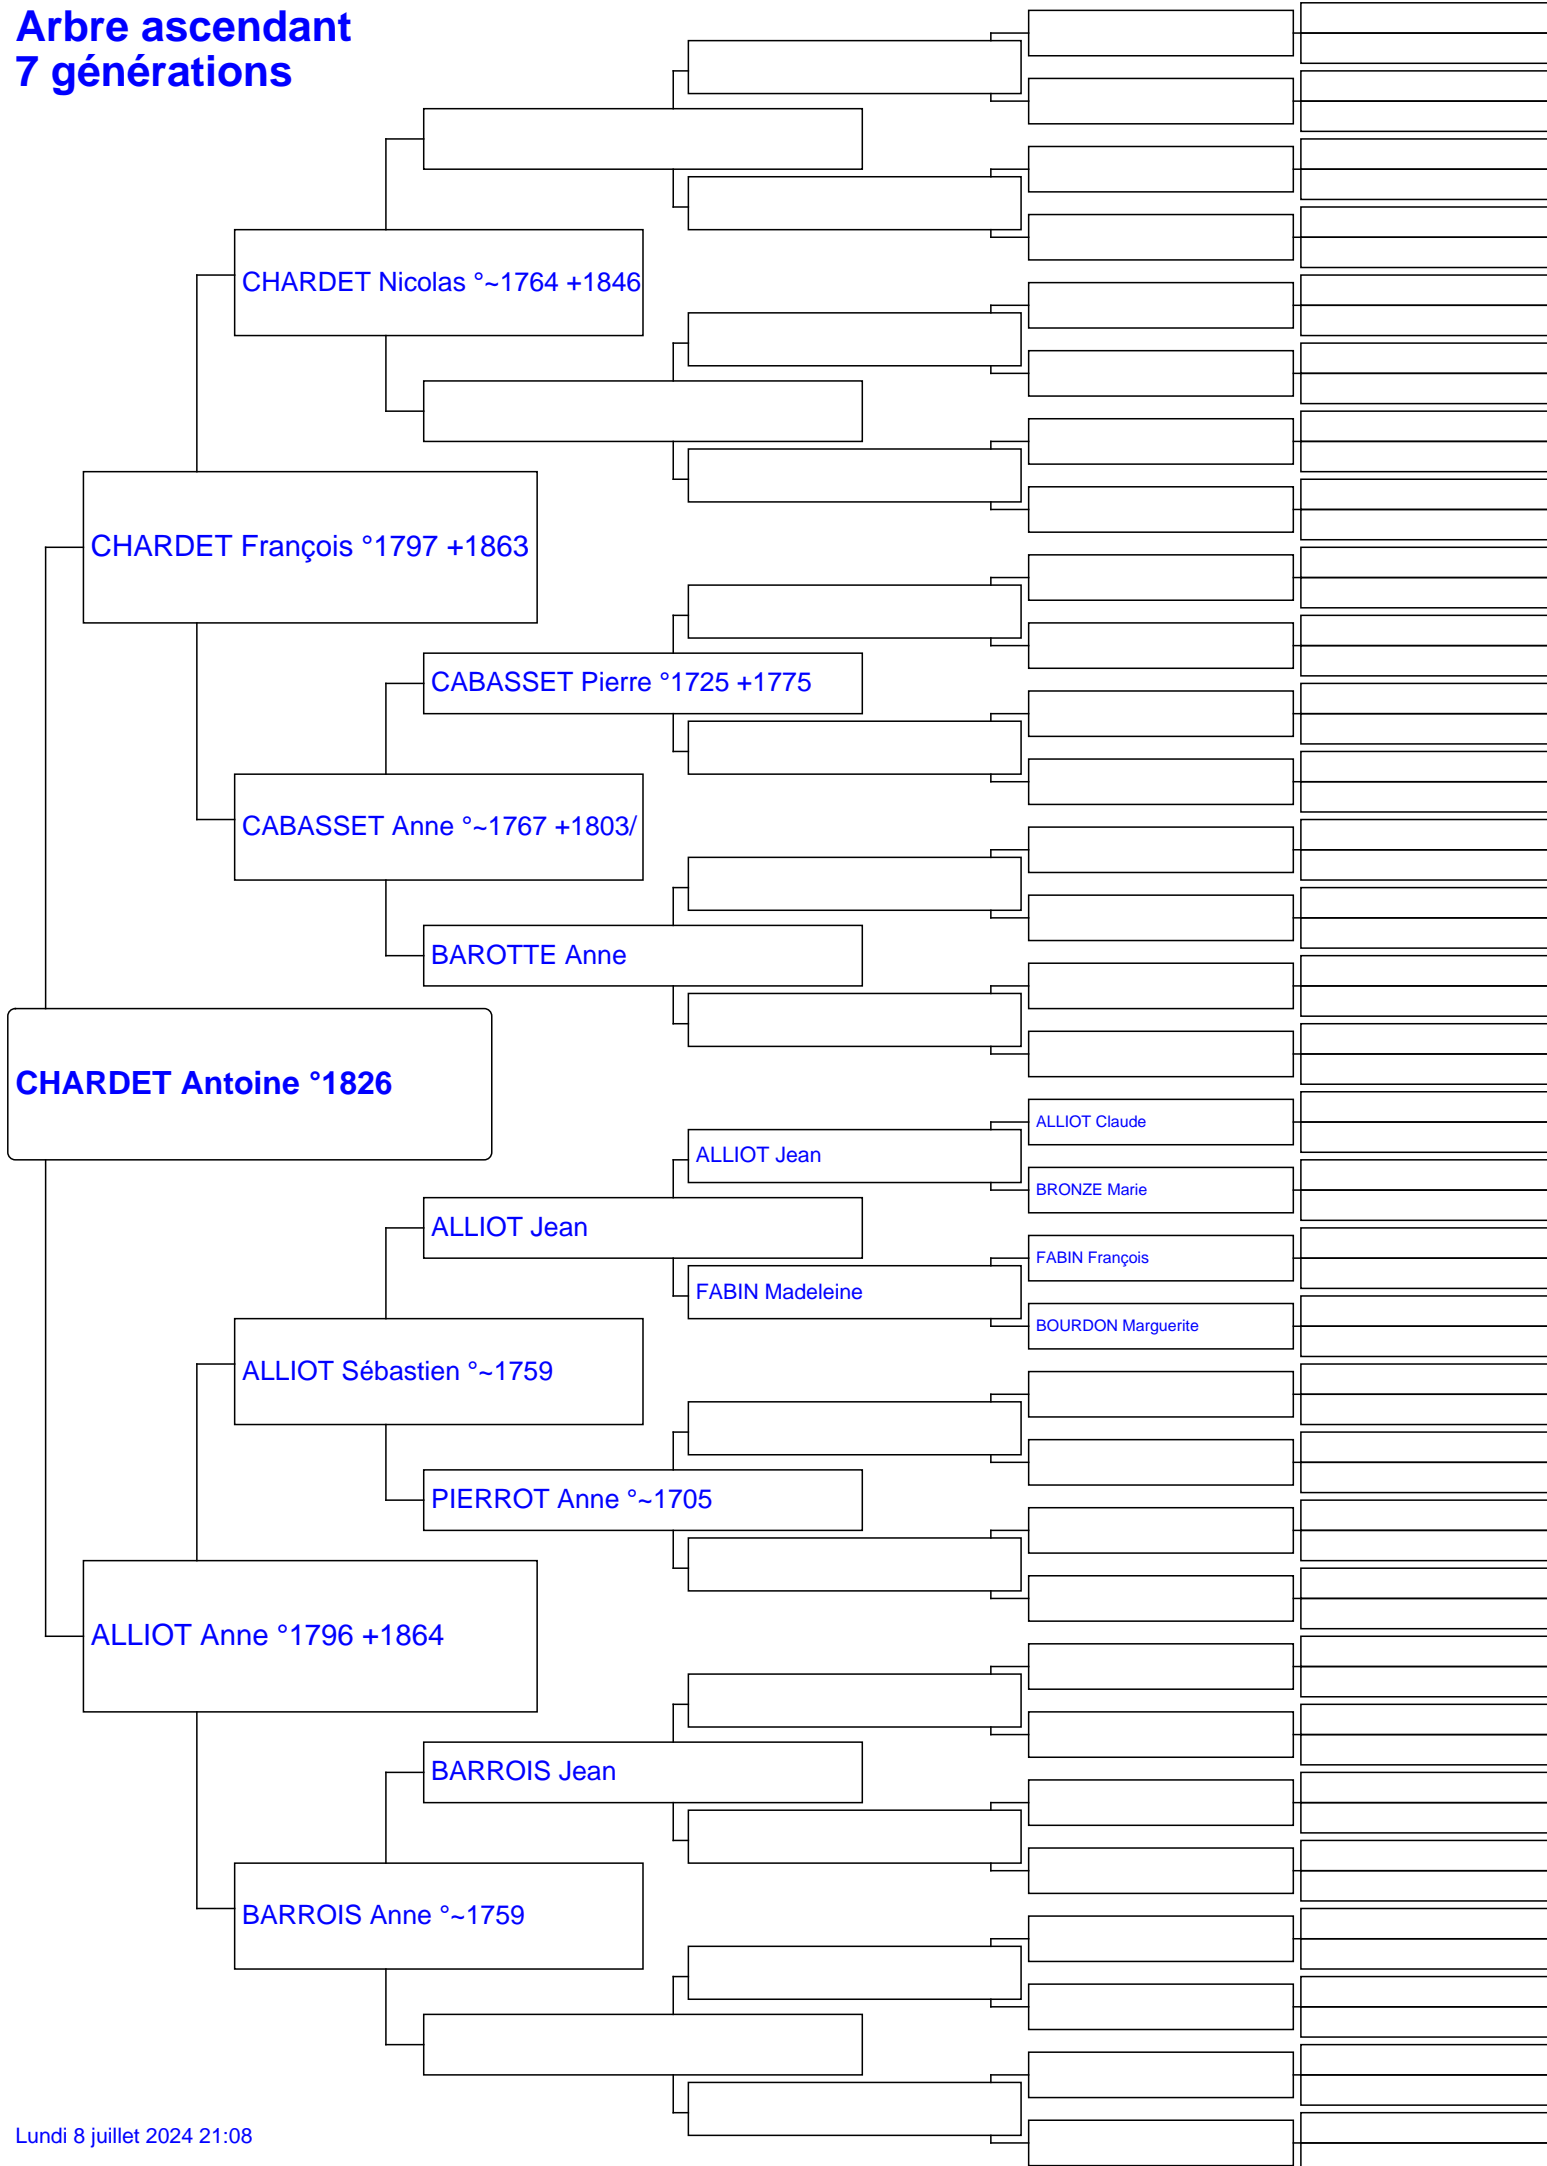 Arbre ascendant
7 générations
CHARDET Nicolas °~1764 +1846
CHARDET François °1797 +1863
CABASSET Pierre °1725 +1775
CABASSET Anne °~1767 +1803/
BAROTTE Anne
CHARDET Antoine °1826
ALLIOT Claude
ALLIOT Jean
BRONZE Marie
ALLIOT Jean
FABIN François
FABIN Madeleine
BOURDON Marguerite
ALLIOT Sébastien °~1759
PIERROT Anne °~1705
ALLIOT Anne °1796 +1864
BARROIS Jean
BARROIS Anne °~1759
Lundi 8 juillet 2024 21:08